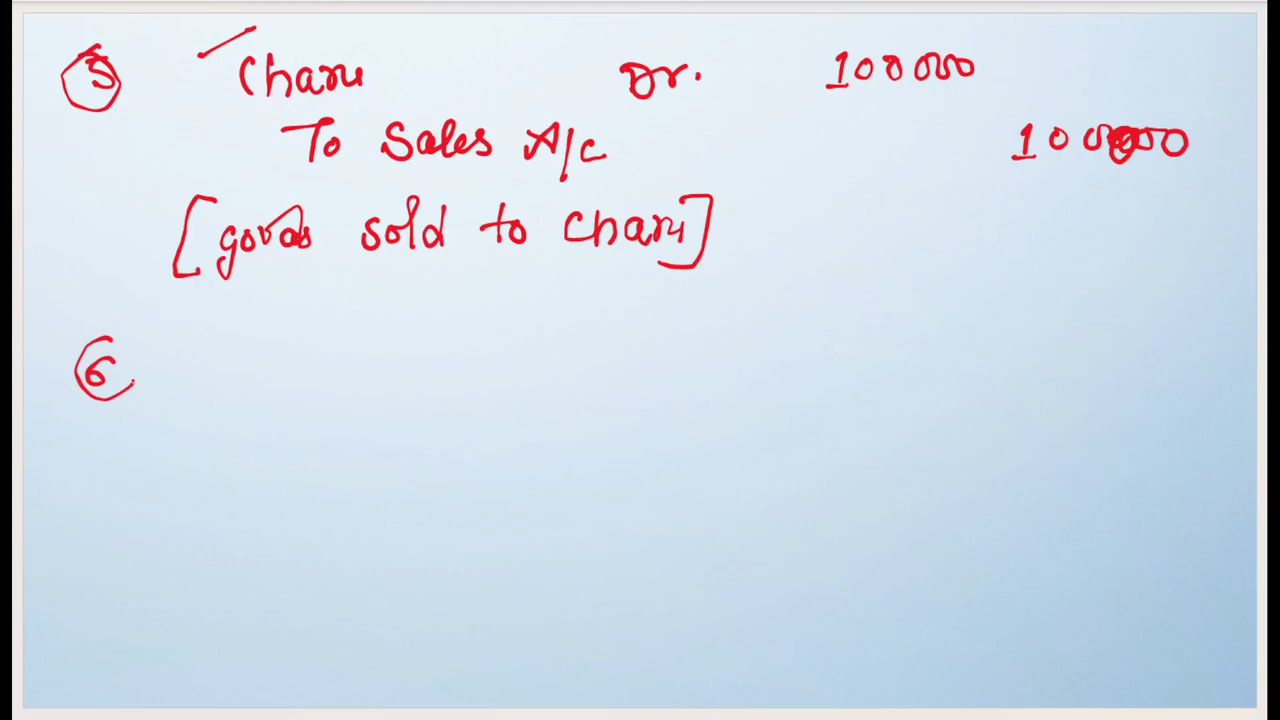 5 Charu Dr. 100000
To Sales A/c 100000
[goods sold to Charu]
6